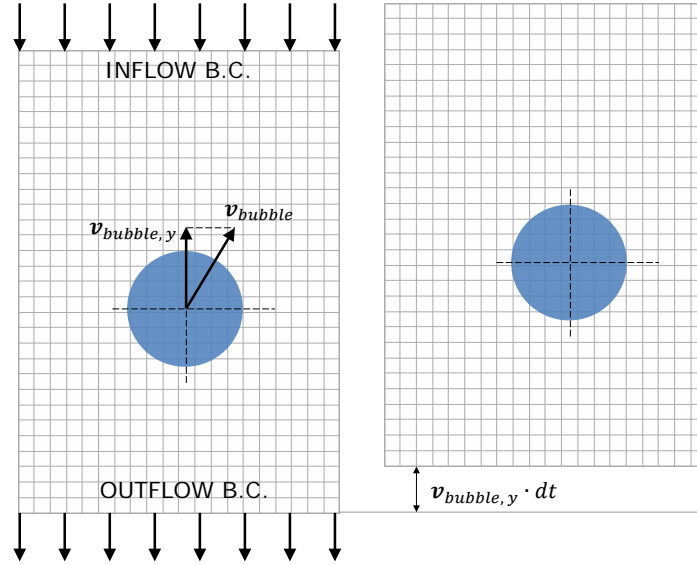 INFLOW B.C.
v_bubble
v_bubble, y
OUTFLOW B.C.
v_bubble, y · dt